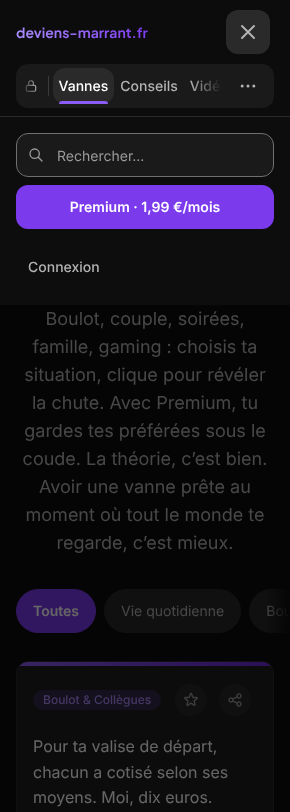 deviens-marrant.fr
Vannes Conseils Vidé
Rechercher...
Premium · 1,99 €/mois
Connexion
Boulot, couple, soirées,
famille, gaming : choisis ta
situation, clique pour révéler
la chute. Avec Premium, tu
gardes tes préférées sous le
coude. La théorie, c’est bien.
Avoir une vanne prête au
moment où tout le monde te
regarde, c’est mieux.
Toutes Vie quotidienne Bo
Boulot & Collègues
Pour ta valise de départ,
chacun a cotisé selon ses
moyens. Moi, dix euros.